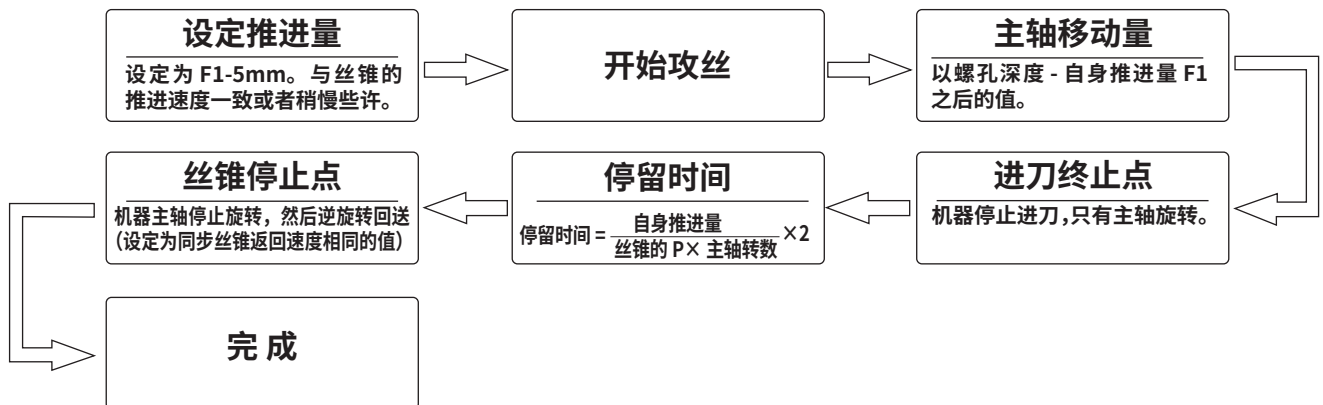 设定推进量
设定为 F1-5mm。与丝锥的
推进速度一致或者稍慢些许。
开始攻丝
主轴移动量
以螺孔深度 - 自身推进量 F1
之后的值。
丝锥停止点
机器主轴停止旋转，然后逆旋转回送
（设定为同步丝锥返回速度相同的值）
停留时间
停留时间 = 自身推进量 ×2
丝锥的 P× 主轴转数
进刀终止点
机器停止进刀，只有主轴旋转。
完 成